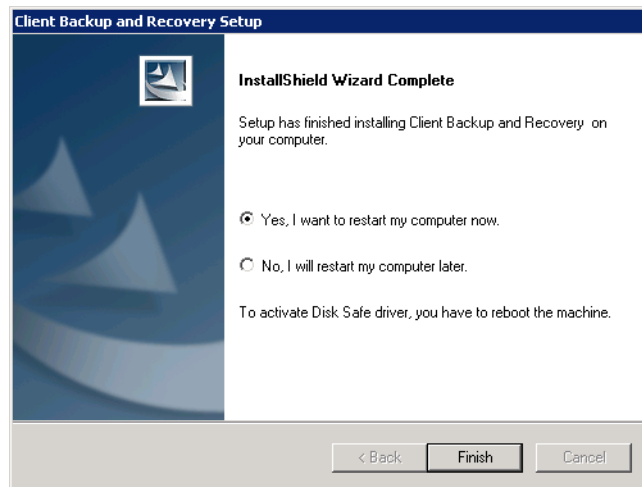 Client Backup and Recovery Setup
InstallShield Wizard Complete
Setup has finished installing Client Backup and Recovery on
your computer.
Yes, I want to restart my computer now.
No, I will restart my computer later.
To activate Disk Safe driver, you have to reboot the machine.
< Back Finish Cancel